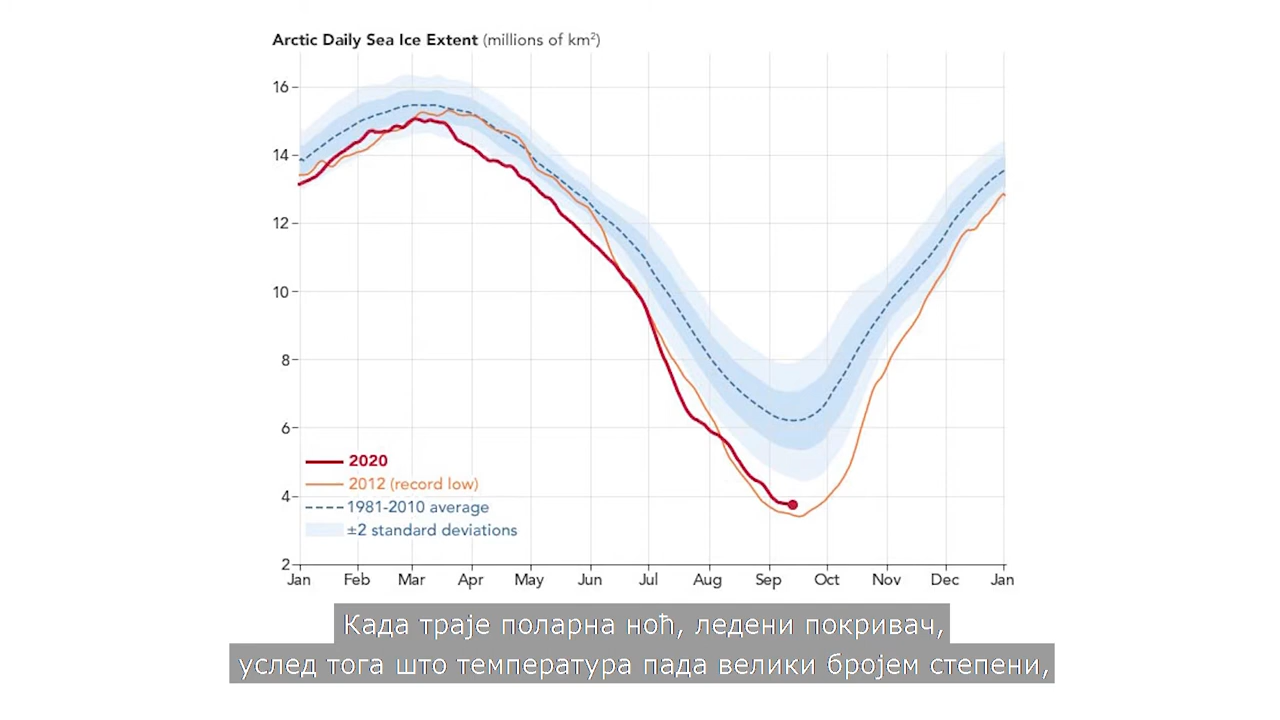 Arctic Daily Sea Ice Extent (millions of km²)
16
14
12
10
8
6
4
2
2020
2012 (record low)
1981-2010 average
±2 standard deviations
Jan Feb Mar Apr May Jun Jul Aug Sep Oct Nov Dec Jan
Када траје поларна ноћ, ледени покривач,
услед тога што температура пада велики бројем степени,